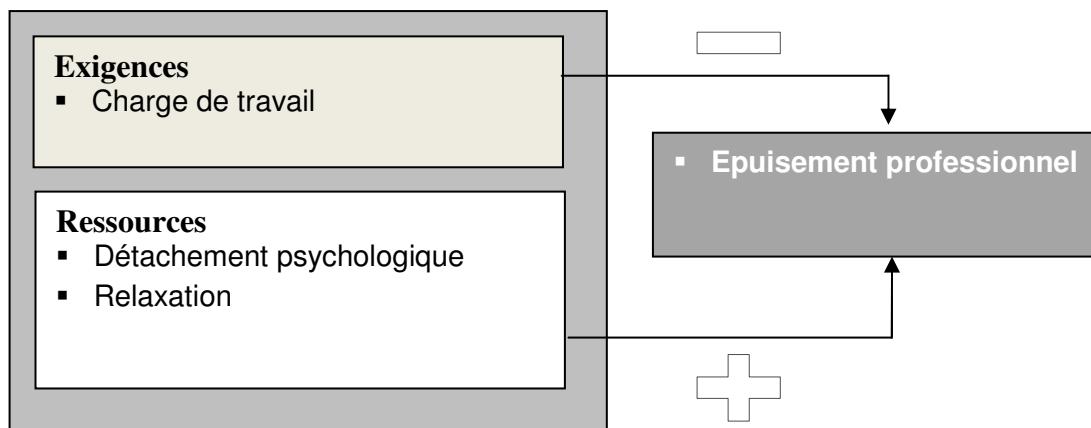 Exigences
▪ Charge de travail
▪ Epuisement professionnel
Ressources
▪ Détachement psychologique
▪ Relaxation